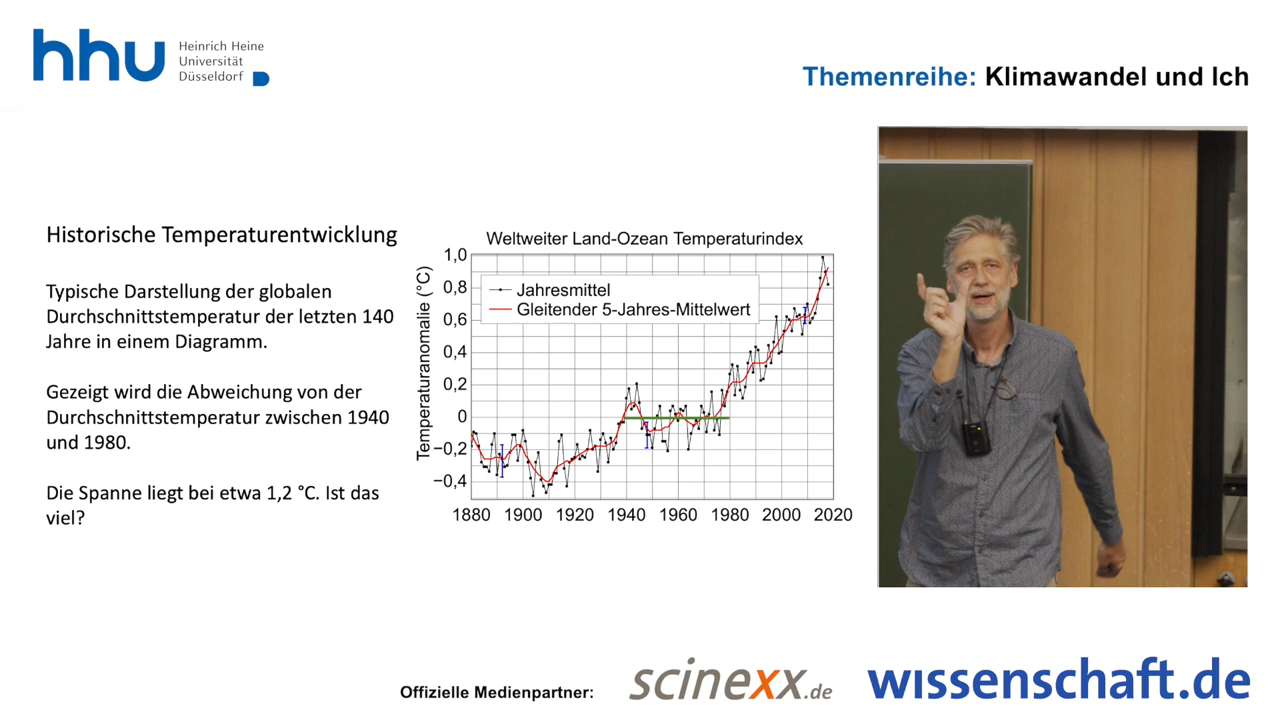 hhu Heinrich Heine
Universität
Düsseldorf
Themenreihe: Klimawandel und Ich
Historische Temperaturentwicklung
Typische Darstellung der globalen
Durchschnittstemperatur der letzten 140
Jahre in einem Diagramm.
Gezeigt wird die Abweichung von der
Durchschnittstemperatur zwischen 1940
und 1980.
Die Spanne liegt bei etwa 1,2 °C. Ist das
viel?
Weltweiter Land-Ozean Temperaturindex
Temperaturanomalie (°C)
1,0
0,8
0,6
0,4
0,2
0
−0,2
−0,4
Jahresmittel
Gleitender 5-Jahres-Mittelwert
1880 1900 1920 1940 1960 1980 2000 2020
Offizielle Medienpartner: scinexx.de wissenschaft.de